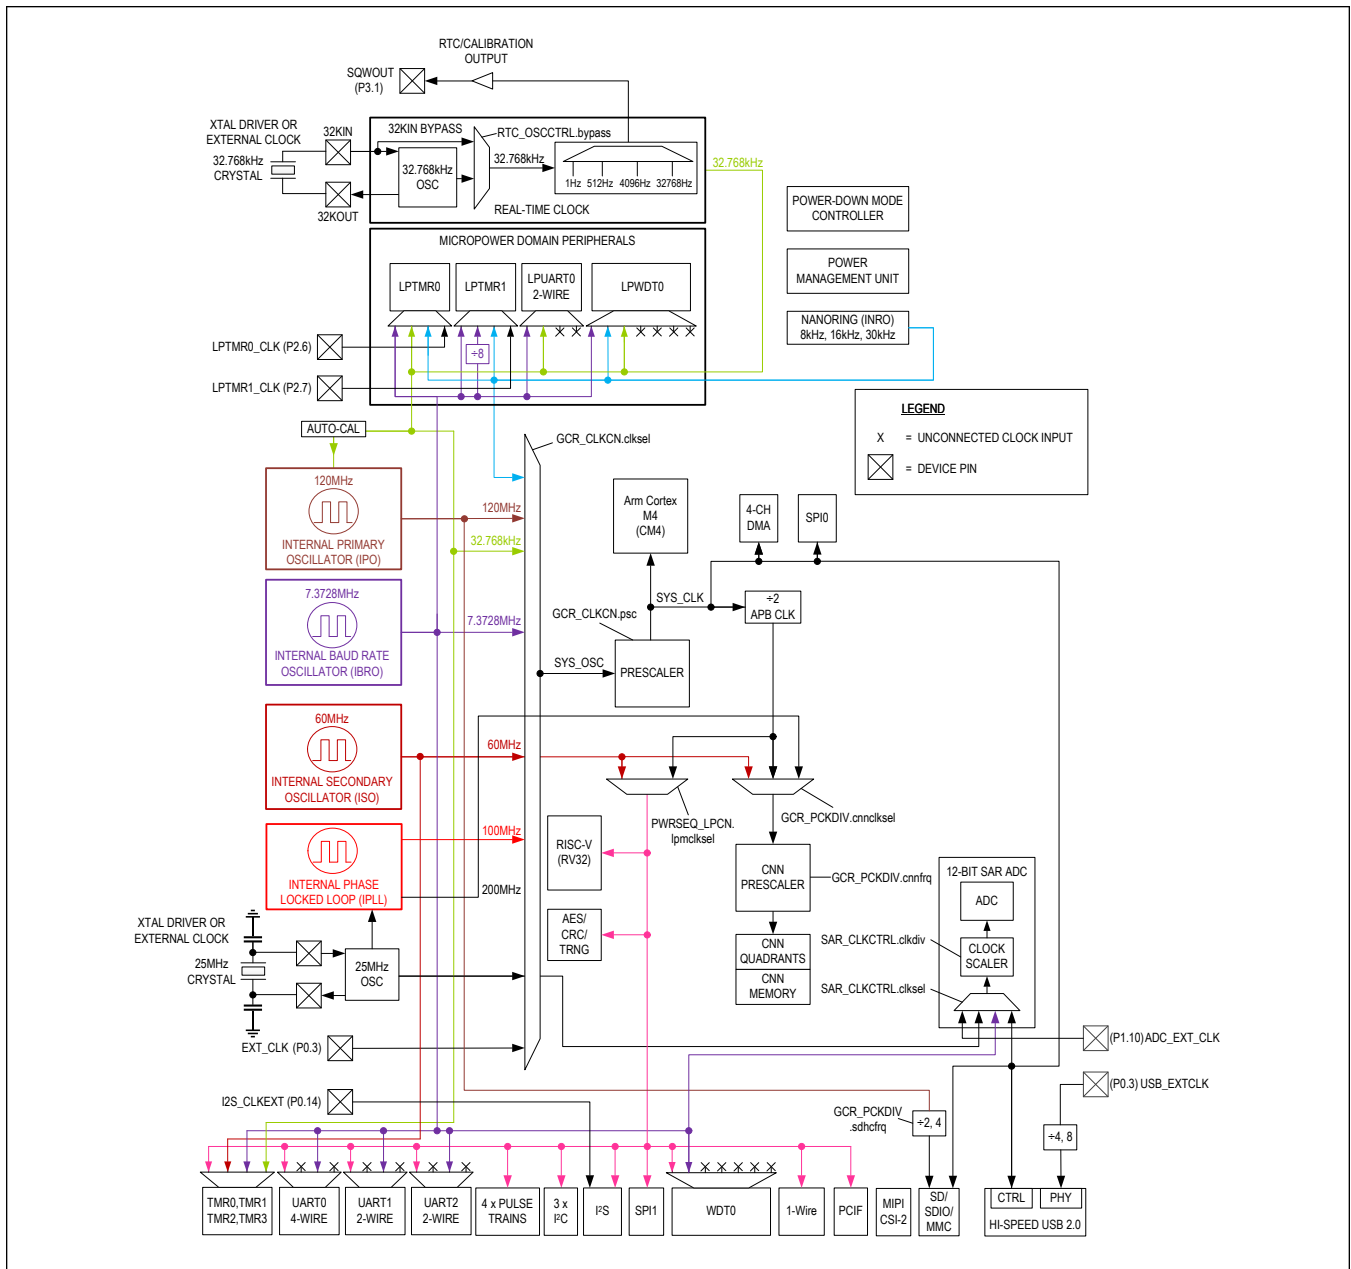 RTC/CALIBRATION
OUTPUT
SQWOUT
(P3.1)
XTAL DRIVER OR
EXTERNAL CLOCK
32KIN
32KIN BYPASS
RTC_OSCCTRL.bypass
32.768kHz
CRYSTAL
32.768kHz
OSC
32.768kHz
1Hz 512Hz 4096Hz 32768Hz
32.768kHz
32KOUT
REAL-TIME CLOCK
POWER-DOWN MODE
CONTROLLER
POWER
MANAGEMENT UNIT
NANORING (INRO)
8kHz, 16kHz, 30kHz
MICROPOWER DOMAIN PERIPHERALS
LPTMR0
LPTMR1
LPUART0
2-WIRE
LPWDT0
LPTMR0_CLK (P2.6)
÷8
LPTMR1_CLK (P2.7)
LEGEND
X = UNCONNECTED CLOCK INPUT
= DEVICE PIN
AUTO-CAL
GCR_CLKCN.clksel
120MHz
INTERNAL PRIMARY
OSCILLATOR (IPO)
120MHz
32.768kHz
Arm Cortex
M4
(CM4)
4-CH
DMA
SPI0
7.3728MHz
INTERNAL BAUD RATE
OSCILLATOR (IBRO)
7.3728MHz
SYS_CLK
÷2
APB CLK
GCR_CLKCN.psc
SYS_OSC
PRESCALER
60MHz
INTERNAL SECONDARY
OSCILLATOR (ISO)
60MHz
PWRSEQ_LPCN.
lpmclksel
GCR_PCKDIV.cnnclksel
INTERNAL PHASE
LOCKED LOOP (IPLL)
100MHz
200MHz
RISC-V
(RV32)
CNN
PRESCALER
GCR_PCKDIV.cnnfrq
12-BIT SAR ADC
ADC
XTAL DRIVER OR
EXTERNAL CLOCK
AES/
CRC/
TRNG
SAR_CLKCTRL.clkdiv
CLOCK
SCALER
25MHz
CRYSTAL
25MHz
OSC
CNN
QUADRANTS
CNN
MEMORY
SAR_CLKCTRL.clksel
EXT_CLK (P0.3)
(P1.10) ADC_EXT_CLK
I2S_CLKEXT (P0.14)
(P0.3) USB_EXTCLK
GCR_PCKDIV
.sdhcfrq
÷2, 4
÷4, 8
TMR0,TMR1
TMR2,TMR3
UART0
4-WIRE
UART1
2-WIRE
UART2
2-WIRE
4 x PULSE
TRAINS
3 x
I²C
I²S
SPI1
WDT0
1-Wire
PCIF
MIPI
CSI-2
SD/
SDIO/
MMC
CTRL
PHY
HI-SPEED USB 2.0